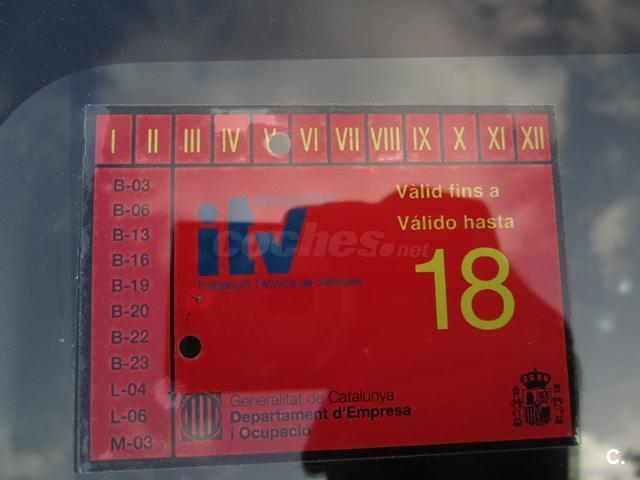 I II III IV V VI VII VIII IX X XI XII
B-03
B-06
B-13
B-16
B-19
B-20
B-22
B-23
L-04
L-06
M-03
itv
Inspecció Tècnica de Vehicles
Vàlid fins a
Válido hasta
18
coches.net
Generalitat de Catalunya
Departament d'Empresa
i Ocupació
C.